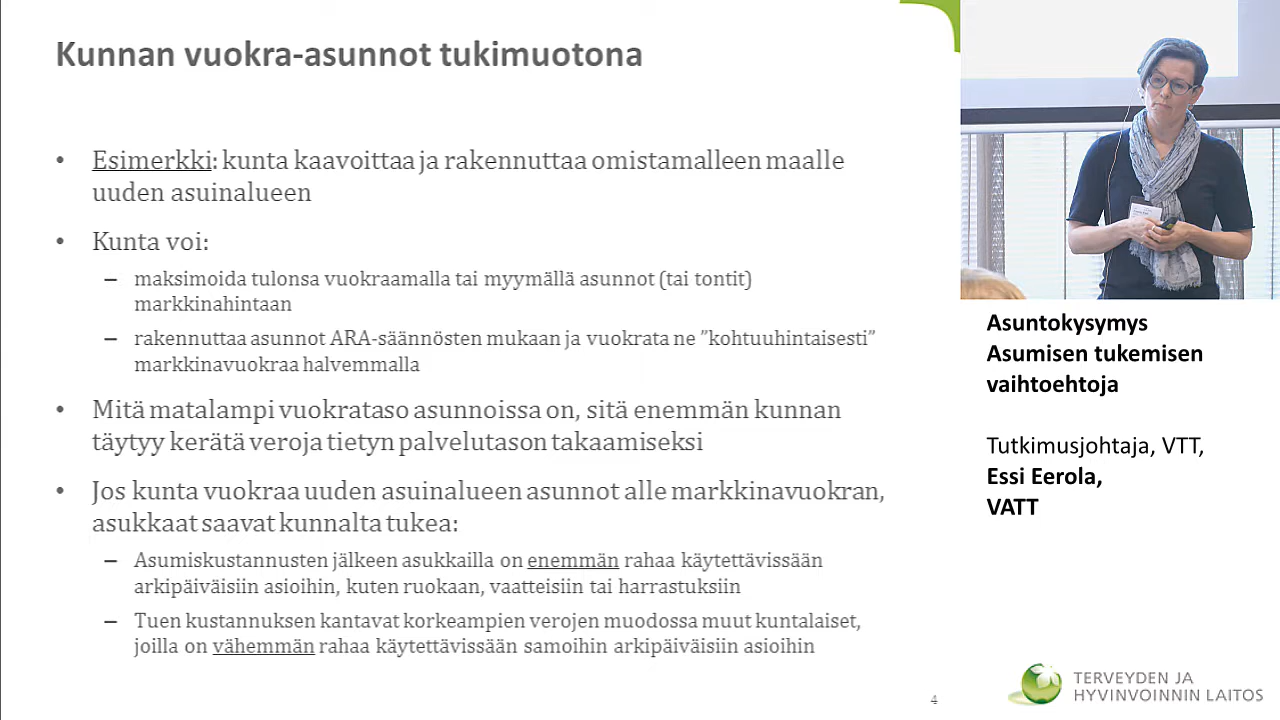 Kunnan vuokra-asunnot tukimuotona
• Esimerkki: kunta kaavoittaa ja rakennuttaa omistamalleen maalle
uuden asuinalueen
• Kunta voi:
– maksimoida tulonsa vuokraamalla tai myymällä asunnot (tai tontit)
markkinahintaan
– rakennuttaa asunnot ARA-säännösten mukaan ja vuokrata ne ”kohtuuhintaisesti”
markkinavuokraa halvemmalla
• Mitä matalampi vuokrataso asunnoissa on, sitä enemmän kunnan
täytyy kerätä veroja tietyn palvelutason takaamiseksi
• Jos kunta vuokraa uuden asuinalueen asunnot alle markkinavuokran,
asukkaat saavat kunnalta tukea:
– Asumiskustannusten jälkeen asukkailla on enemmän rahaa käytettävissään
arkipäiväisiin asioihin, kuten ruokaan, vaatteisiin tai harrastuksiin
– Tuen kustannuksen kantavat korkeampien verojen muodossa muut kuntalaiset,
joilla on vähemmän rahaa käytettävissään samoihin arkipäiväisiin asioihin
4
Asuntokysymys
Asumisen tukemisen
vaihtoehtoja
Tutkimusjohtaja, VTT,
Essi Eerola,
VATT
TERVEYDEN JA
HYVINVOINNIN LAITOS